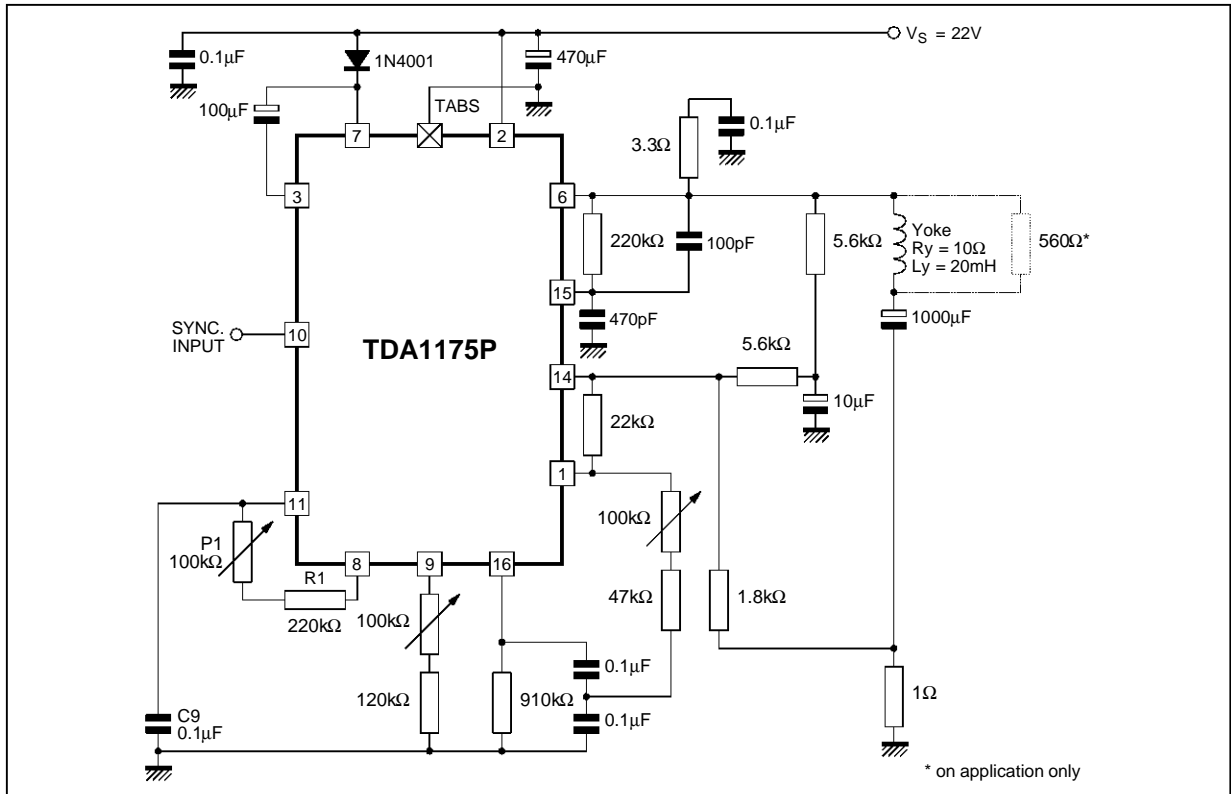 V_S = 22V
0.1µF
1N4001
470µF
100µF
TABS
0.1µF
3.3Ω
7
2
3
6
220kΩ
100pF
5.6kΩ
Yoke
Ry = 10Ω
Ly = 20mH
560Ω*
15
470pF
1000µF
SYNC.
INPUT
10
TDA1175P
5.6kΩ
14
10µF
22kΩ
1
11
100kΩ
P1
100kΩ
8
9
16
R1
220kΩ
100kΩ
47kΩ
1.8kΩ
0.1µF
120kΩ
910kΩ
1Ω
C9
0.1µF
0.1µF
* on application only